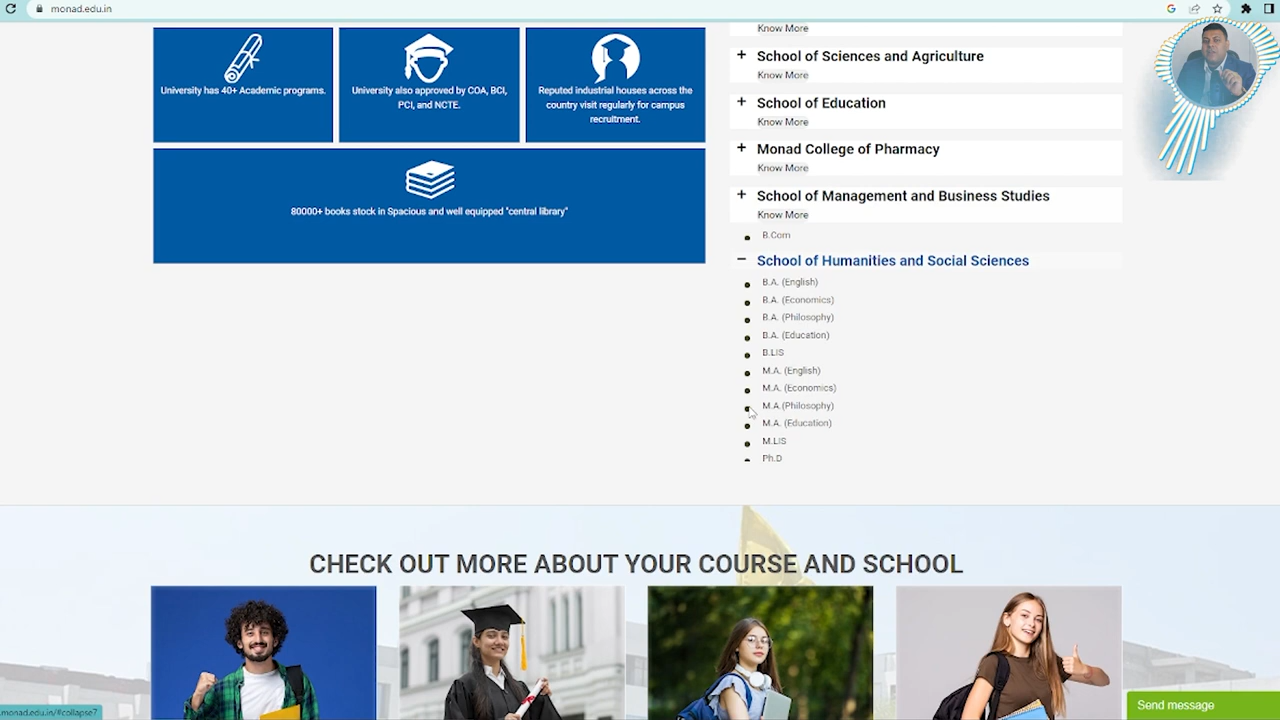 monad.edu.in
University has 40+ Academic programs.
University also approved by COA, BCI,
PCI, and NCTE.
Reputed industrial houses across the
country visit regularly for campus
recruitment.
80000+ books stock in Spacious and well equipped "central library"
Know More
+ School of Sciences and Agriculture
Know More
+ School of Education
Know More
+ Monad College of Pharmacy
Know More
+ School of Management and Business Studies
Know More
B.Com
− School of Humanities and Social Sciences
B.A. (English)
B.A. (Economics)
B.A. (Philosophy)
B.A. (Education)
B.LIS
M.A. (English)
M.A. (Economics)
M.A.(Philosophy)
M.A. (Education)
M.LIS
Ph.D
CHECK OUT MORE ABOUT YOUR COURSE AND SCHOOL
Send message
.monad.edu.in/#collapse7